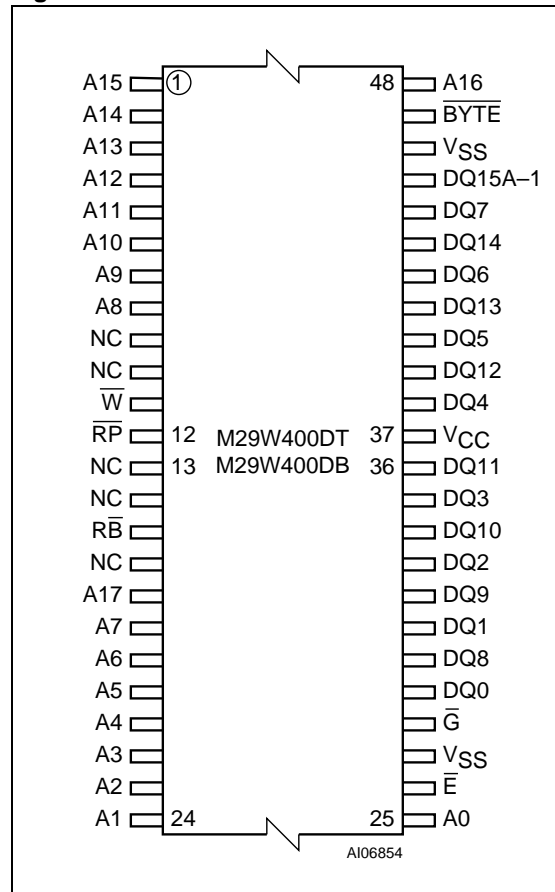 A15 1 48 A16
A14 B̅Y̅T̅E̅
A13 VSS
A12 DQ15A–1
A11 DQ7
A10 DQ14
A9 DQ6
A8 DQ13
NC DQ5
NC DQ12
W̅ DQ4
R̅P̅ 12 M29W400DT 37 VCC
NC 13 M29W400DB 36 DQ11
NC DQ3
RB̅ DQ10
NC DQ2
A17 DQ9
A7 DQ1
A6 DQ8
A5 DQ0
A4 G̅
A3 VSS
A2 E̅
A1 24 25 A0
AI06854